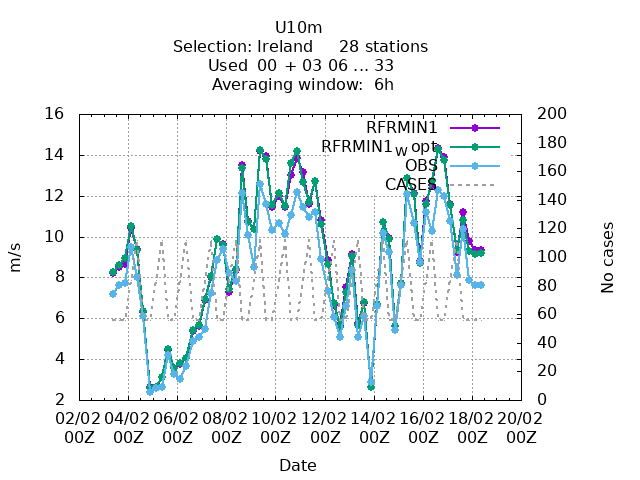 U10m
Selection: Ireland 28 stations
Used 00 + 03 06 ... 33
Averaging window: 6h
16 200
RFRMIN1
180
14 RFRMIN1w opt
160
OBS
12 CASES
140
10 120
100
8 80
6 60
4 40
20
2 0
m/s
No cases
02/02 04/02 06/02 08/02 10/02 12/02 14/02 16/02 18/02 20/02
00Z 00Z 00Z 00Z 00Z 00Z 00Z 00Z 00Z 00Z
Date